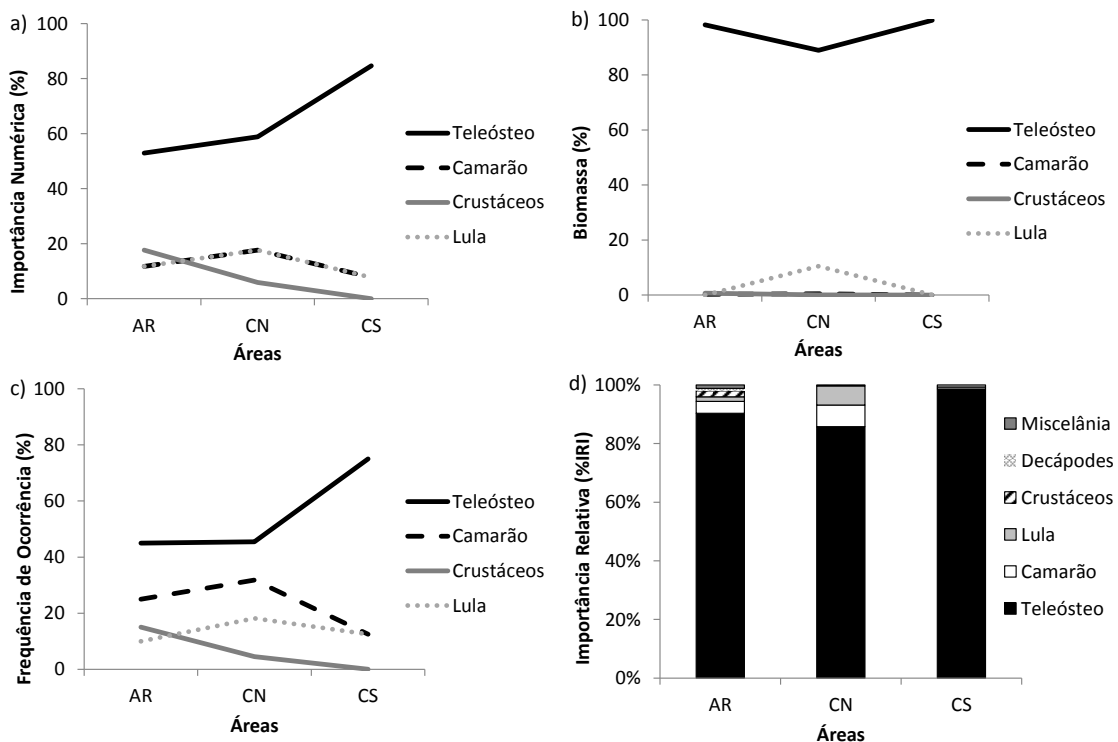 a)
Importância Numérica (%)
100
80
60
40
20
0
AR
CN
CS
Áreas
Teleósteo
Camarão
Crustáceos
Lula
b)
Biomassa (%)
100
80
60
40
20
0
AR
CN
CS
Áreas
Teleósteo
Camarão
Crustáceos
Lula
c)
Frequência de Ocorrência (%)
100
80
60
40
20
0
AR
CN
CS
Áreas
Teleósteo
Camarão
Crustáceos
Lula
d)
Importância Relativa (%IRI)
100%
80%
60%
40%
20%
0%
AR
CN
CS
Áreas
Miscelânia
Decápodes
Crustáceos
Lula
Camarão
Teleósteo